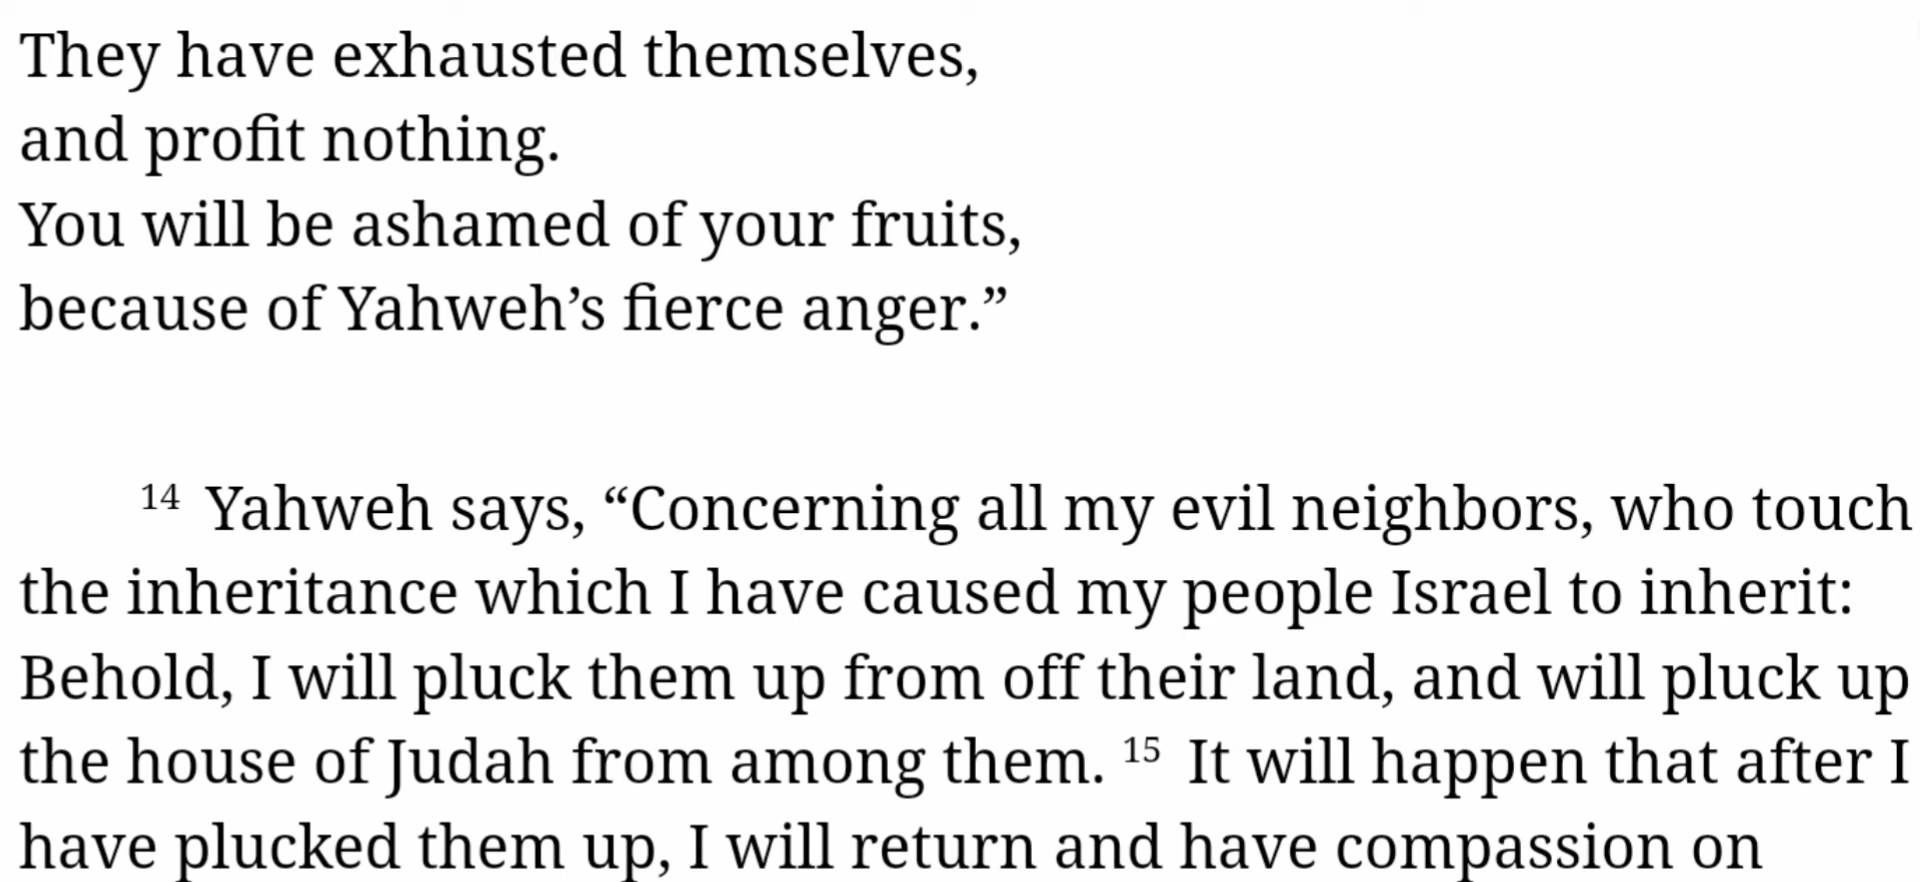 They have exhausted themselves,
and profit nothing.
You will be ashamed of your fruits,
because of Yahweh’s fierce anger.”
14 Yahweh says, “Concerning all my evil neighbors, who touch
the inheritance which I have caused my people Israel to inherit:
Behold, I will pluck them up from off their land, and will pluck up
the house of Judah from among them. 15 It will happen that after I
have plucked them up, I will return and have compassion on